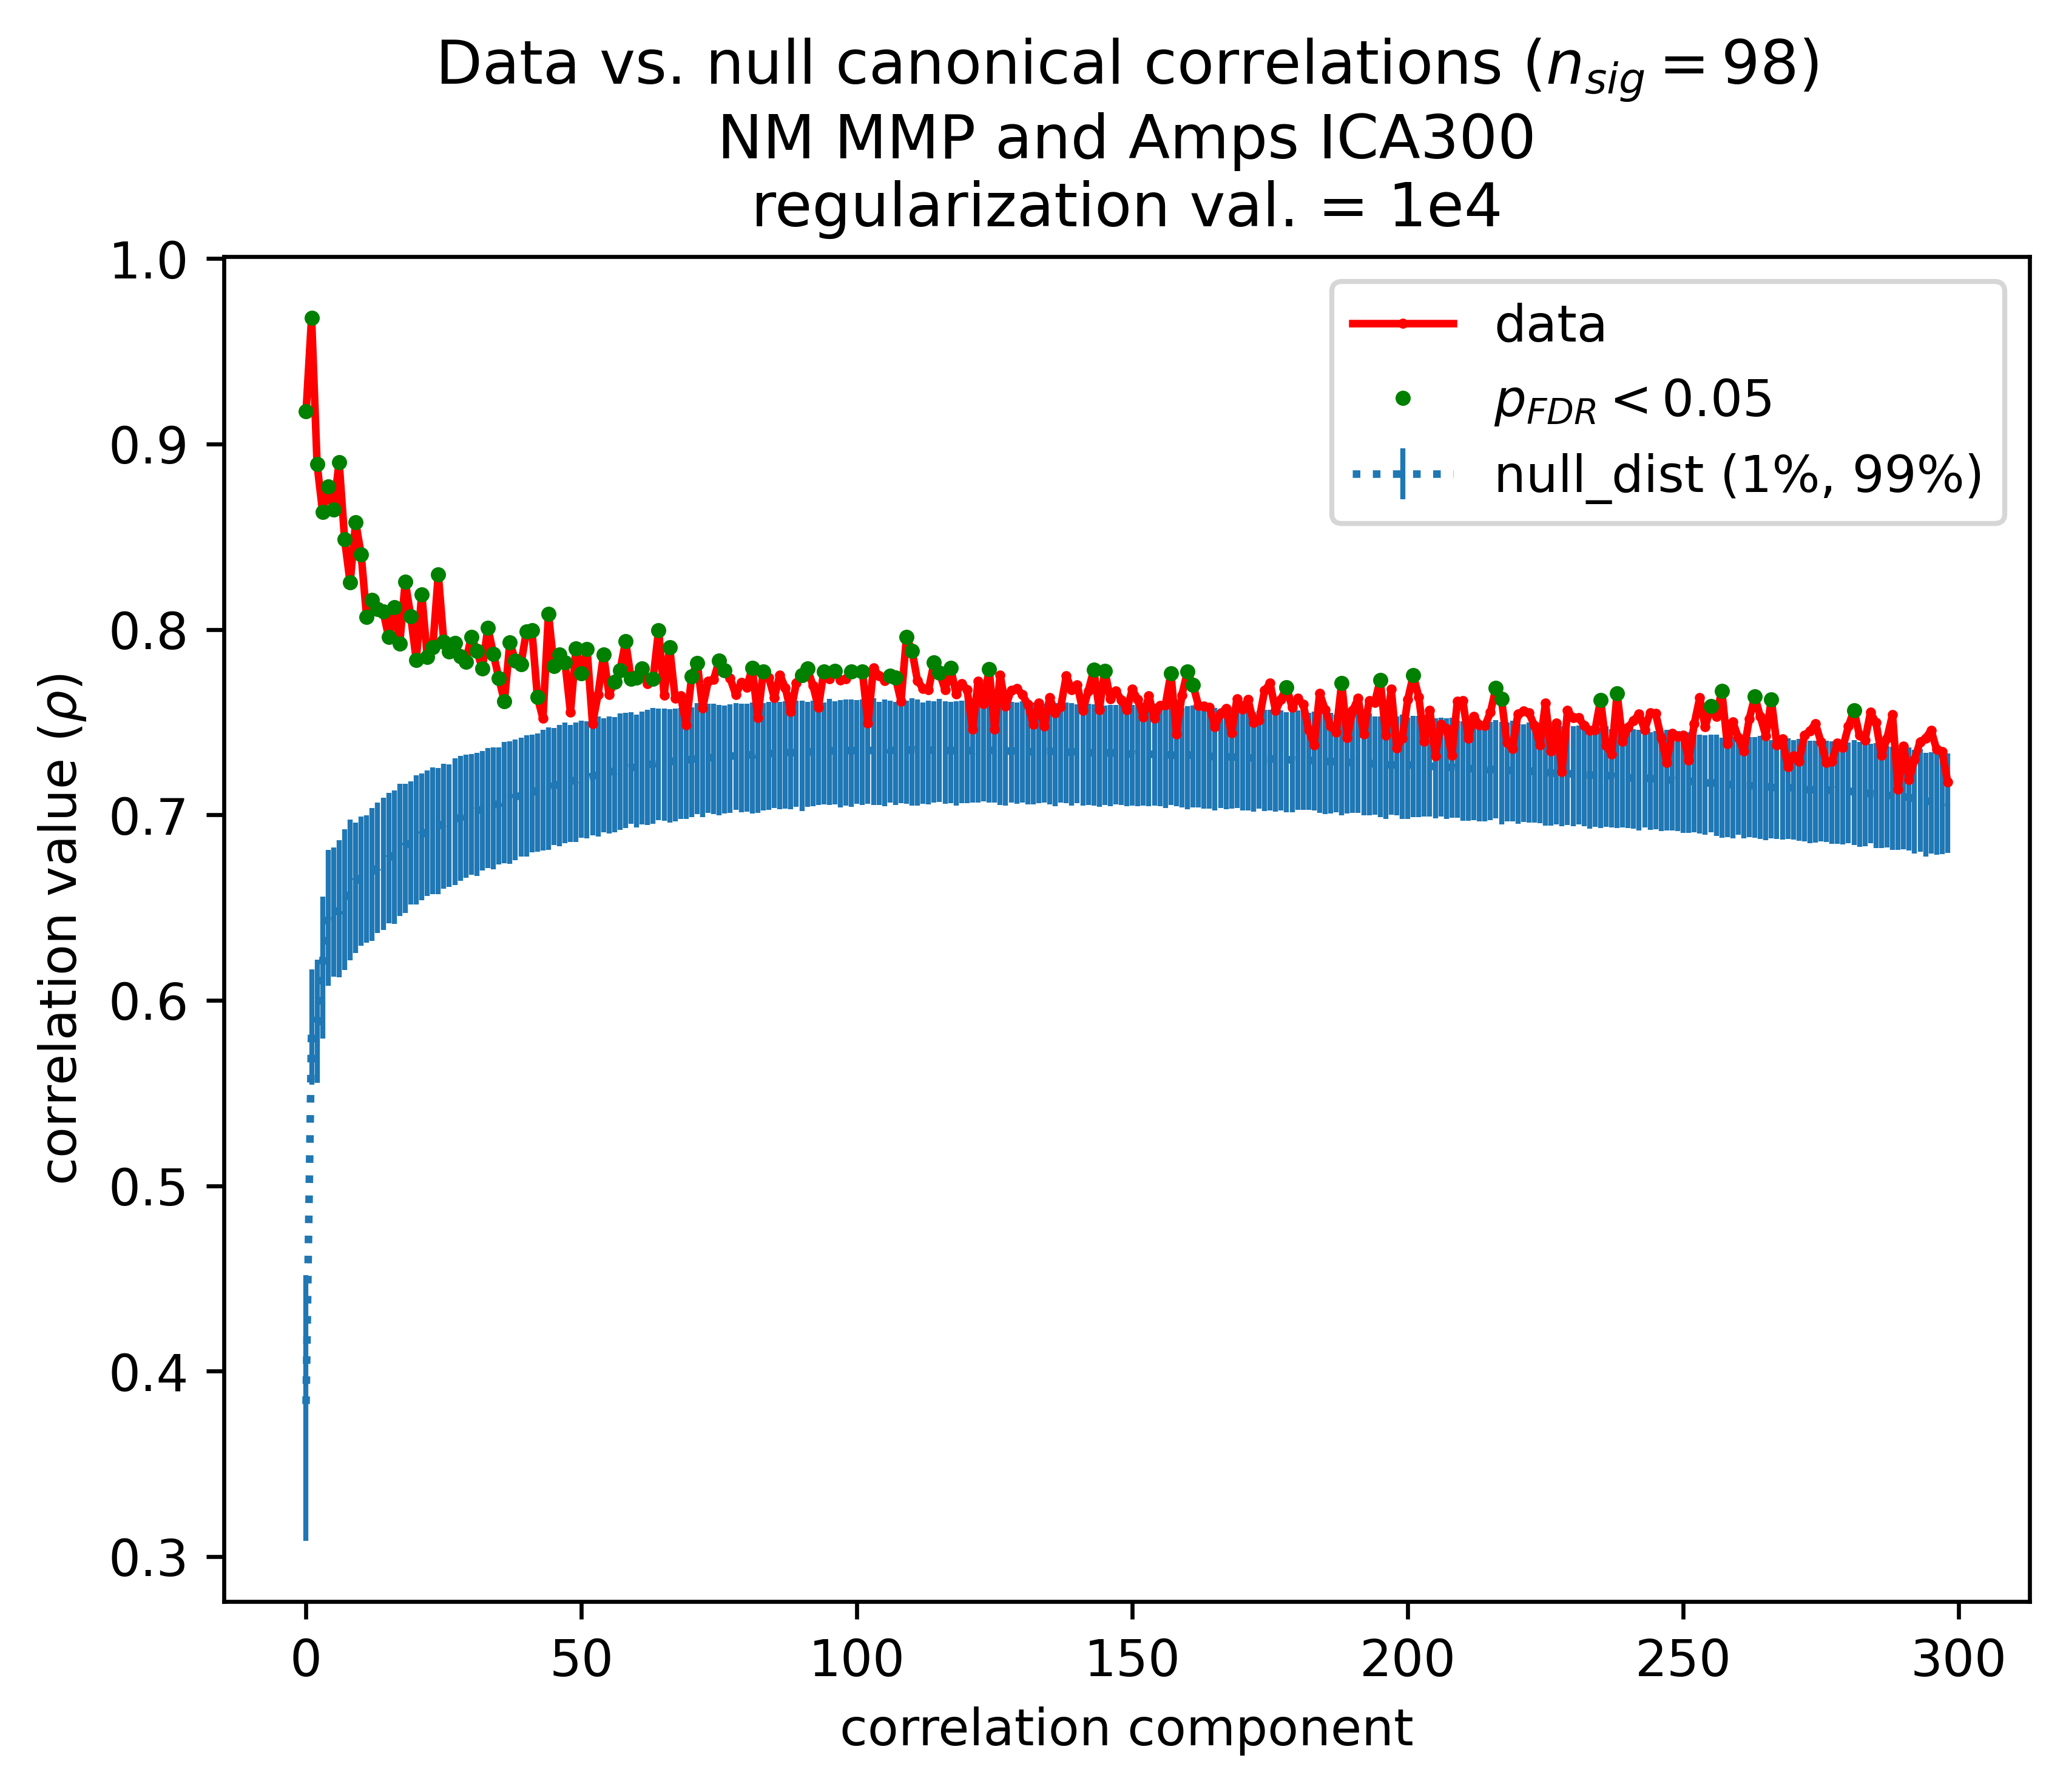 Data vs. null canonical correlations (n_sig = 98)
NM MMP and Amps ICA300
regularization val. = 1e4
data
p_FDR < 0.05
null_dist (1%, 99%)
correlation value (ρ)
1.0
0.9
0.8
0.7
0.6
0.5
0.4
0.3
0 50 100 150 200 250 300
correlation component